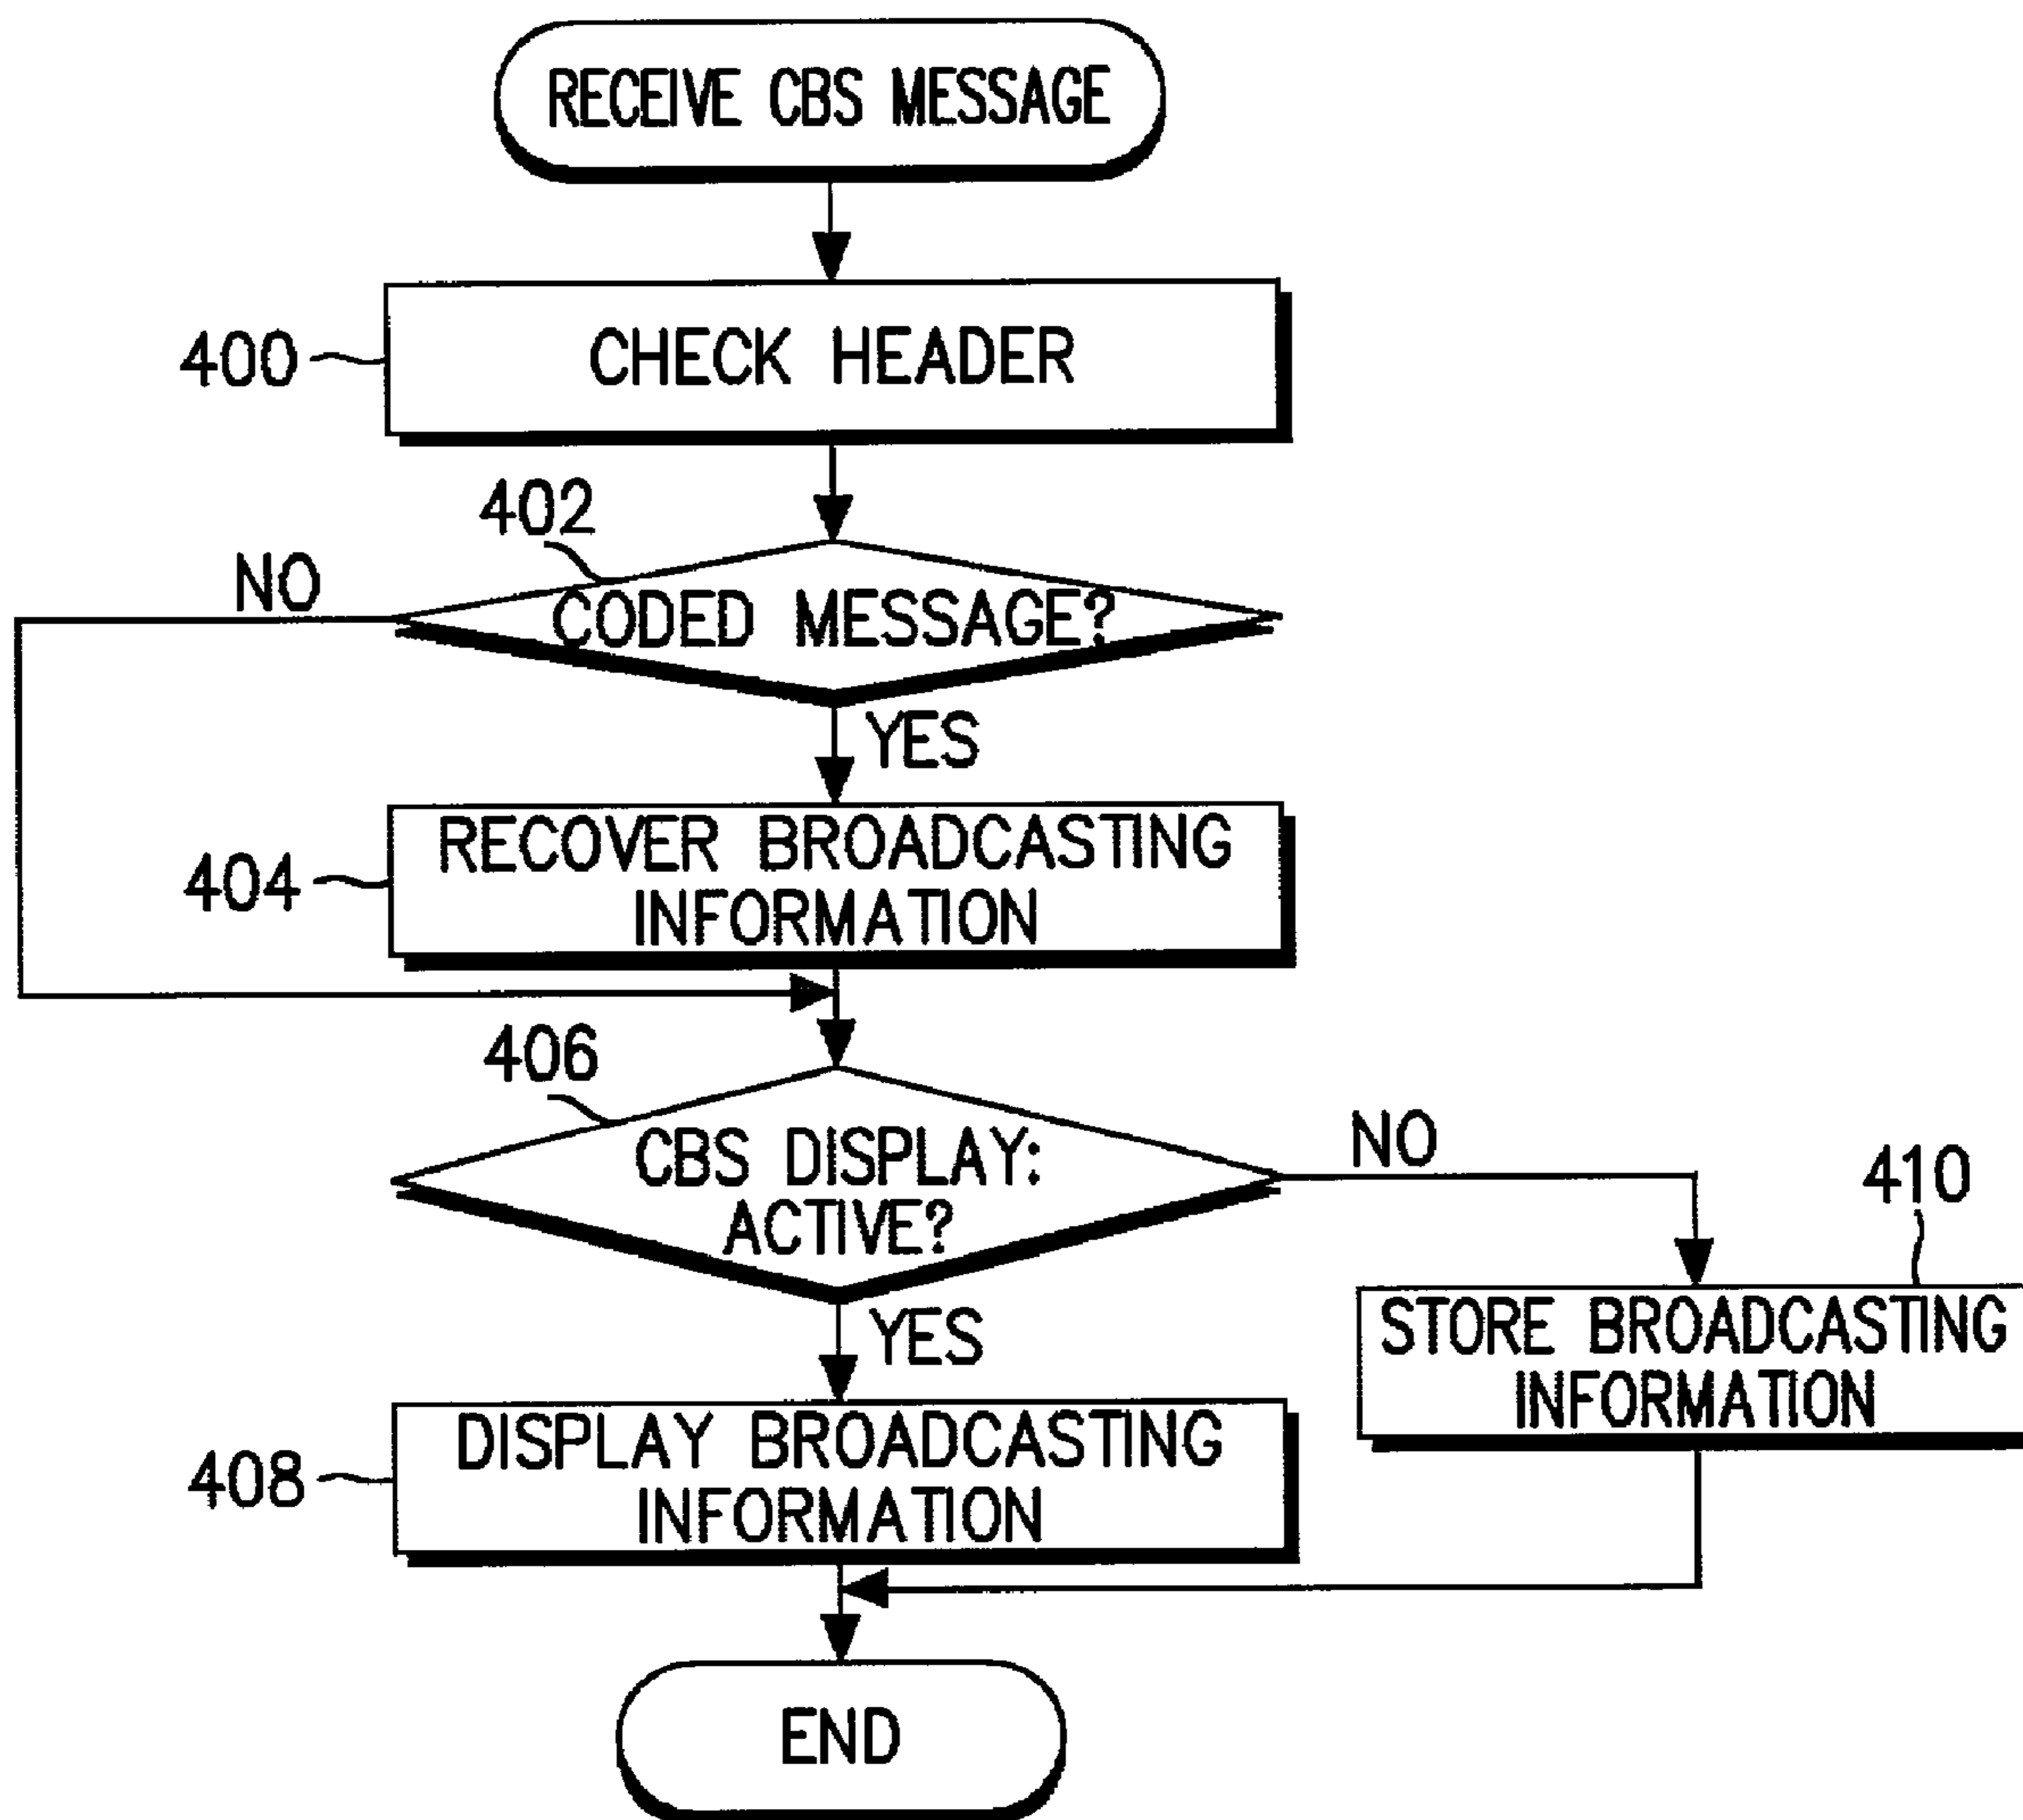 RECEIVE CBS MESSAGE
400
CHECK HEADER
402
NO
CODED MESSAGE?
YES
404
RECOVER BROADCASTING
INFORMATION
406
CBS DISPLAY:
ACTIVE?
NO
410
YES
STORE BROADCASTING
INFORMATION
408
DISPLAY BROADCASTING
INFORMATION
END